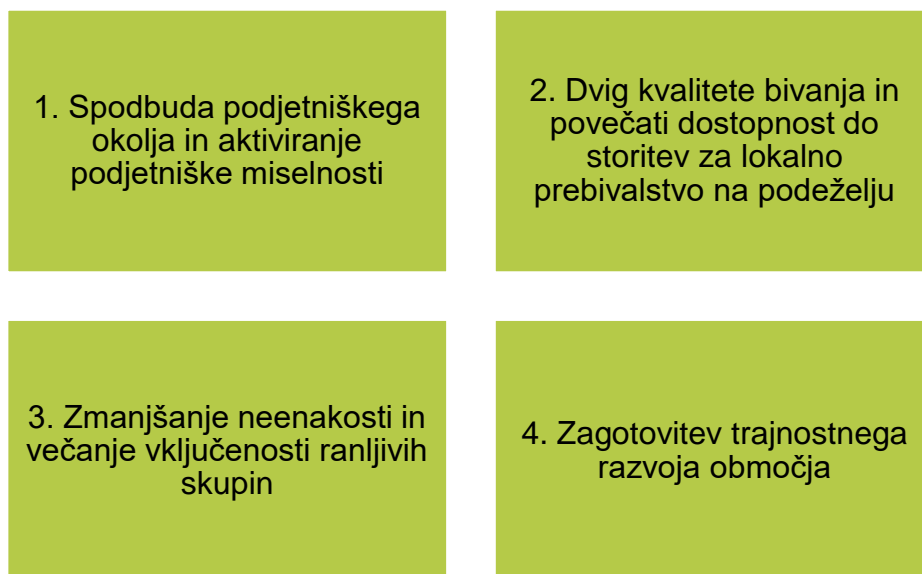 1. Spodbuda podjetniškega
okolja in aktiviranje
podjetniške miselnosti
2. Dvig kvalitete bivanja in
povečati dostopnost do
storitev za lokalno
prebivalstvo na podeželju
3. Zmanjšanje neenakosti in
večanje vključenosti ranljivih
skupin
4. Zagotovitev trajnostnega
razvoja območja